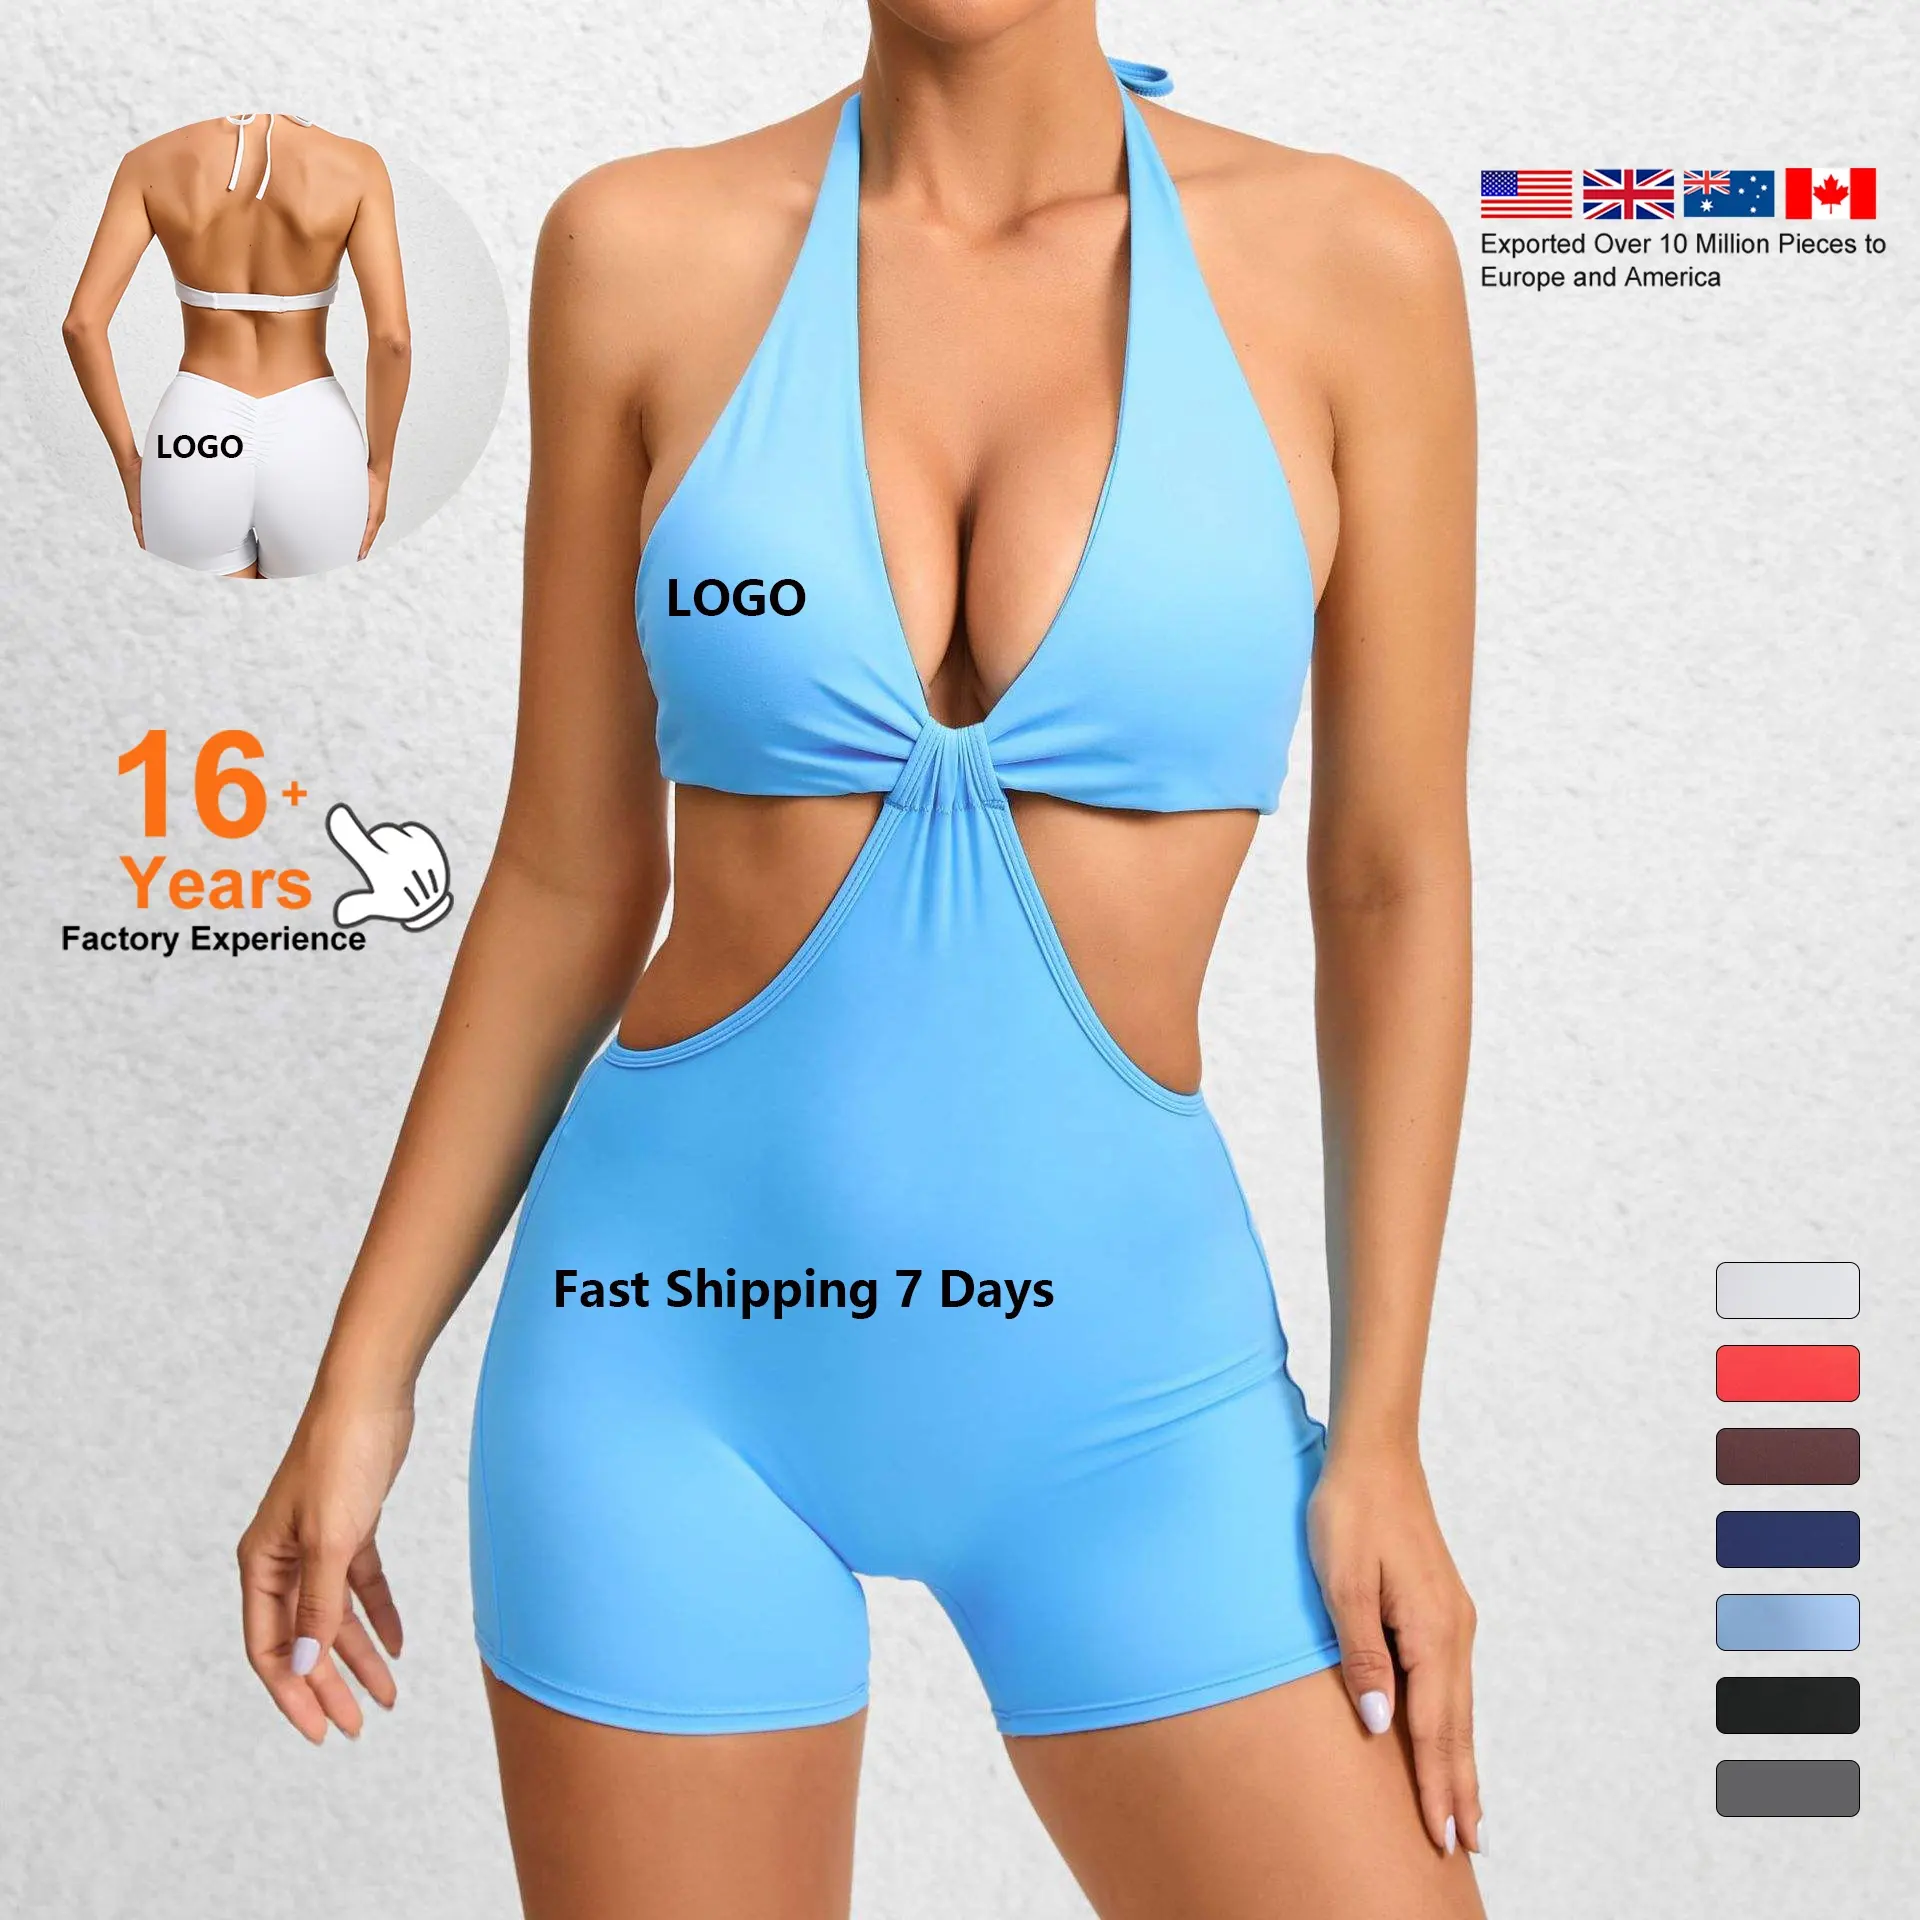 Exported Over 10 Million Pieces to
Europe and America
LOGO
LOGO
16+
Years
Factory Experience
Fast Shipping 7 Days